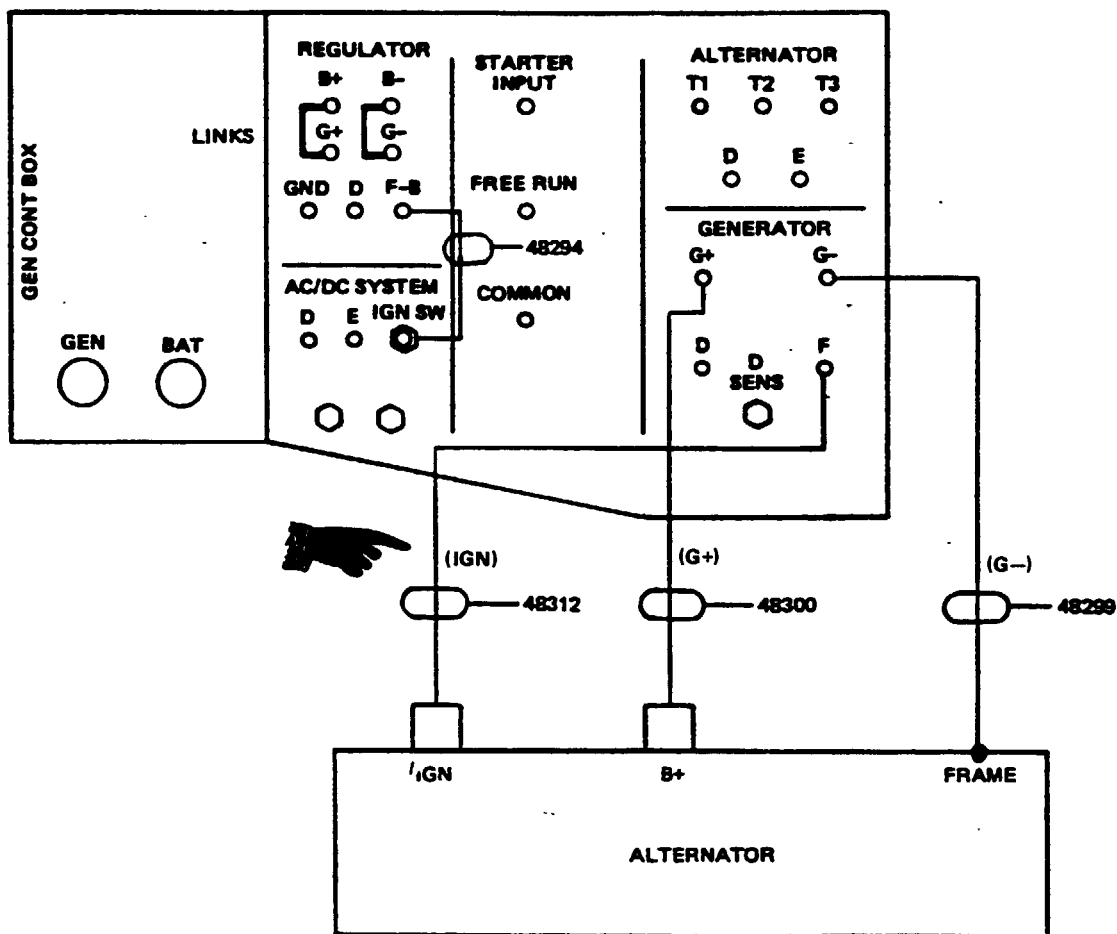 GEN CONT BOX
GEN
BAT
LINKS
REGULATOR
B+ B-
G+ G-
GND D F-B
AC/DC SYSTEM
D E IGN SW
STARTER
INPUT
FREE RUN
48294
COMMON
ALTERNATOR
T1 T2 T3
D E
GENERATOR
G+ G-
D D F
SENS
(IGN) (G+) (G-)
48312 48300 48299
IGN B+ FRAME
ALTERNATOR